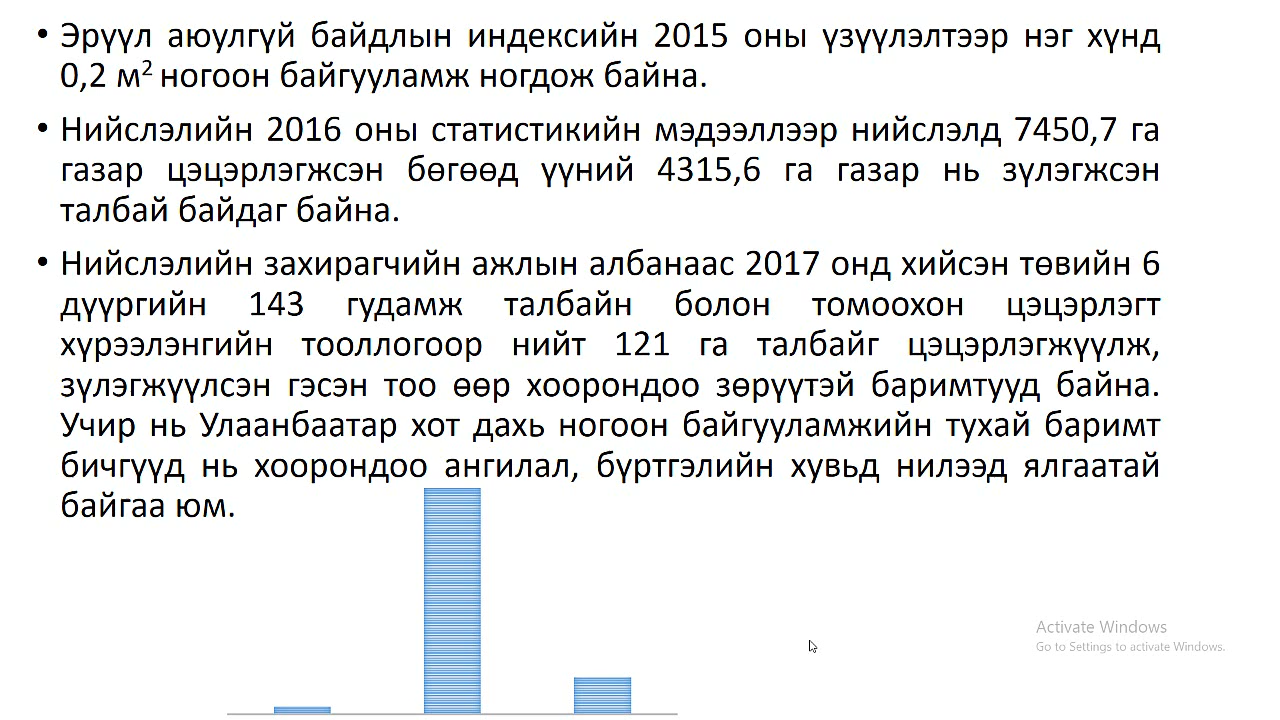 • Эрүүл аюулгүй байдлын индексийн 2015 оны үзүүлэлтээр нэг хүнд
0,2 м² ногоон байгууламж ногдож байна.
• Нийслэлийн 2016 оны статистикийн мэдээллээр нийслэлд 7450,7 га
газар цэцэрлэгжсэн бөгөөд үүний 4315,6 га газар нь зүлэгжсэн
талбай байдаг байна.
• Нийслэлийн захирагчийн ажлын албанаас 2017 онд хийсэн төвийн 6
дүүргийн 143 гудамж талбайн болон томоохон цэцэрлэгт
хүрээлэнгийн тооллогоор нийт 121 га талбайг цэцэрлэгжүүлж,
зүлэгжүүлсэн гэсэн тоо өөр хоорондоо зөрүүтэй баримтууд байна.
Учир нь Улаанбаатар хот дахь ногоон байгууламжийн тухай баримт
бичгүүд нь хоорондоо ангилал, бүртгэлийн хувьд нилээд ялгаатай
байгаа юм.
Activate Windows
Go to Settings to activate Windows.